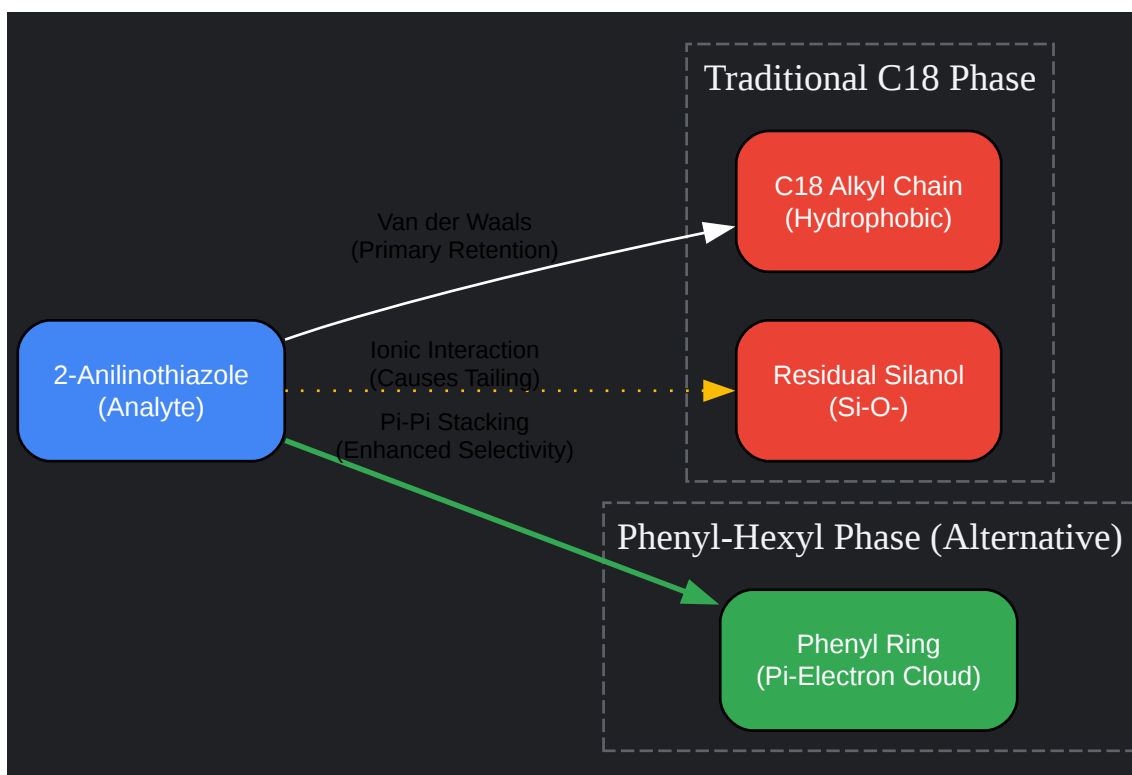 Traditional C18 Phase
C18 Alkyl Chain
(Hydrophobic)
Van der Waals
(Primary Retention)
2-Anilinothiazole
(Analyte)
Ionic Interaction
(Causes Tailing)
Residual Silanol
(Si-O-)
Pi-Pi Stacking
(Enhanced Selectivity)
Phenyl-Hexyl Phase (Alternative)
Phenyl Ring
(Pi-Electron Cloud)